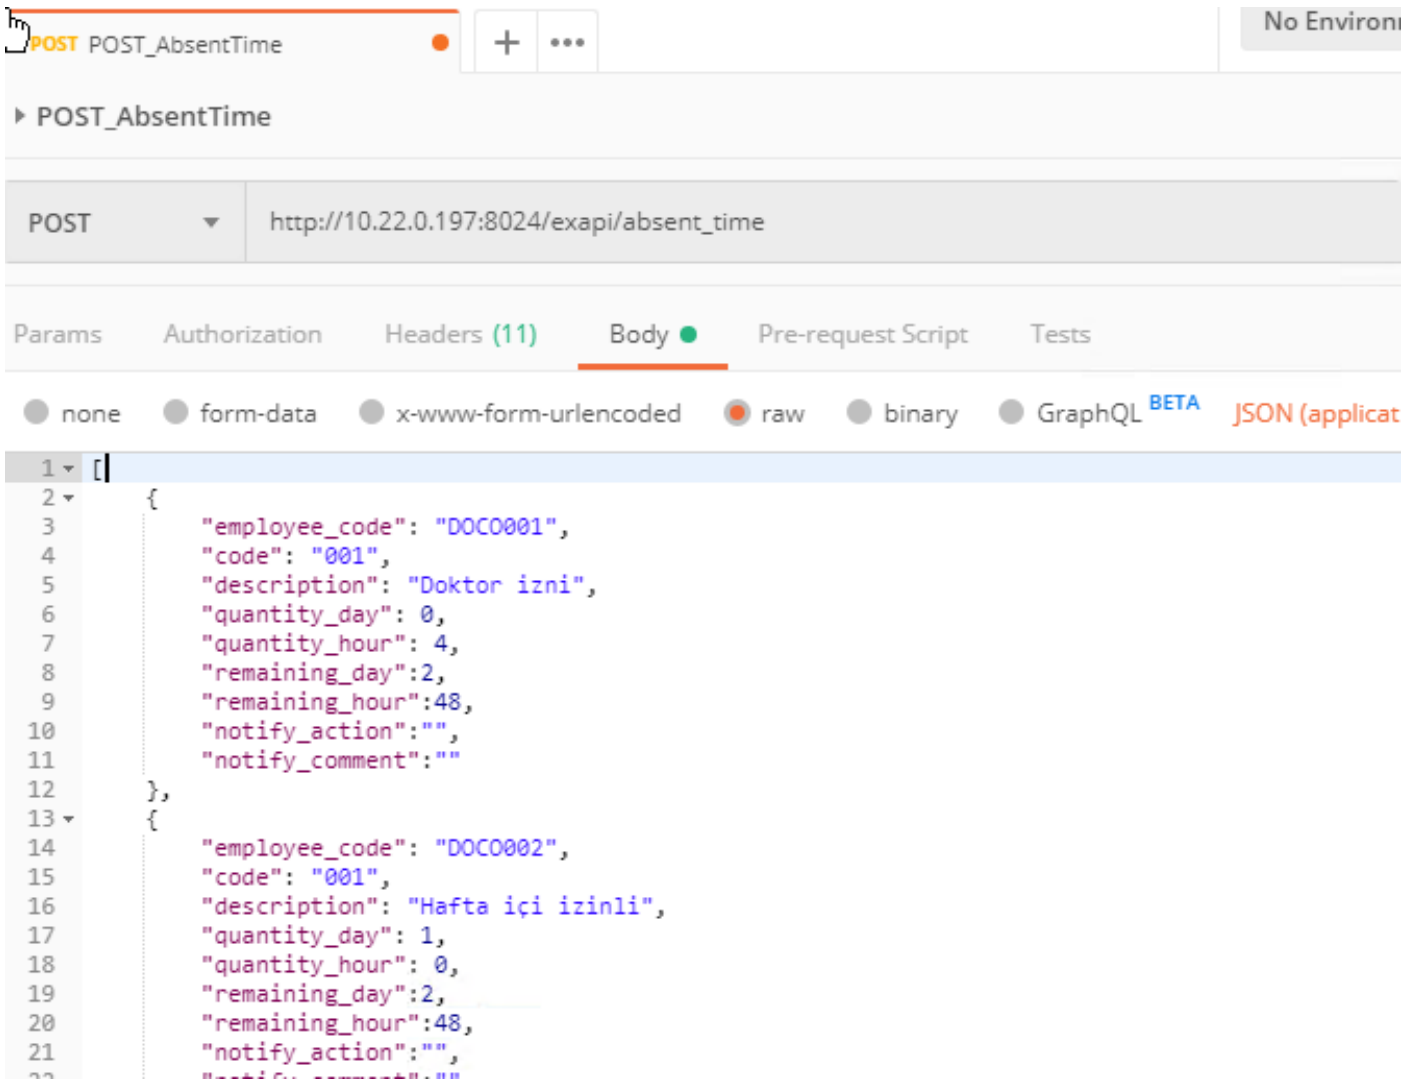 POST POST_AbsentTime + ••• No Environ
POST_AbsentTime
POST http://10.22.0.197:8024/exapi/absent_time
Params Authorization Headers (11) Body Pre-request Script Tests
none form-data x-www-form-urlencoded raw binary GraphQL BETA JSON (applicat
1 [
2 {
3 "employee_code": "DOCO001",
4 "code": "001",
5 "description": "Doktor izni",
6 "quantity_day": 0,
7 "quantity_hour": 4,
8 "remaining_day":2,
9 "remaining_hour":48,
10 "notify_action":"",
11 "notify_comment":""
12 },
13 {
14 "employee_code": "DOCO002",
15 "code": "001",
16 "description": "Hafta içi izinli",
17 "quantity_day": 1,
18 "quantity_hour": 0,
19 "remaining_day":2,
20 "remaining_hour":48,
21 "notify_action":"",
22 "notify_comment":""